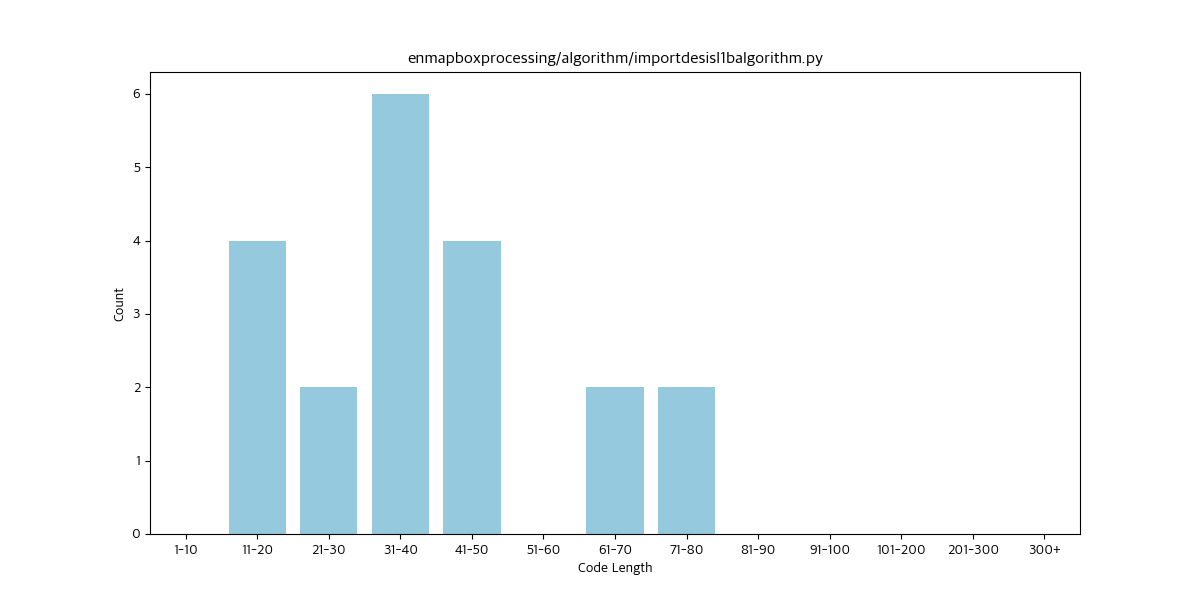 enmapboxprocessing/algorithm/importdesisl1balgorithm.py
6
5
4
3
2
1
0
Count
1-10 11-20 21-30 31-40 41-50 51-60 61-70 71-80 81-90 91-100 101-200 201-300 300+
Code Length